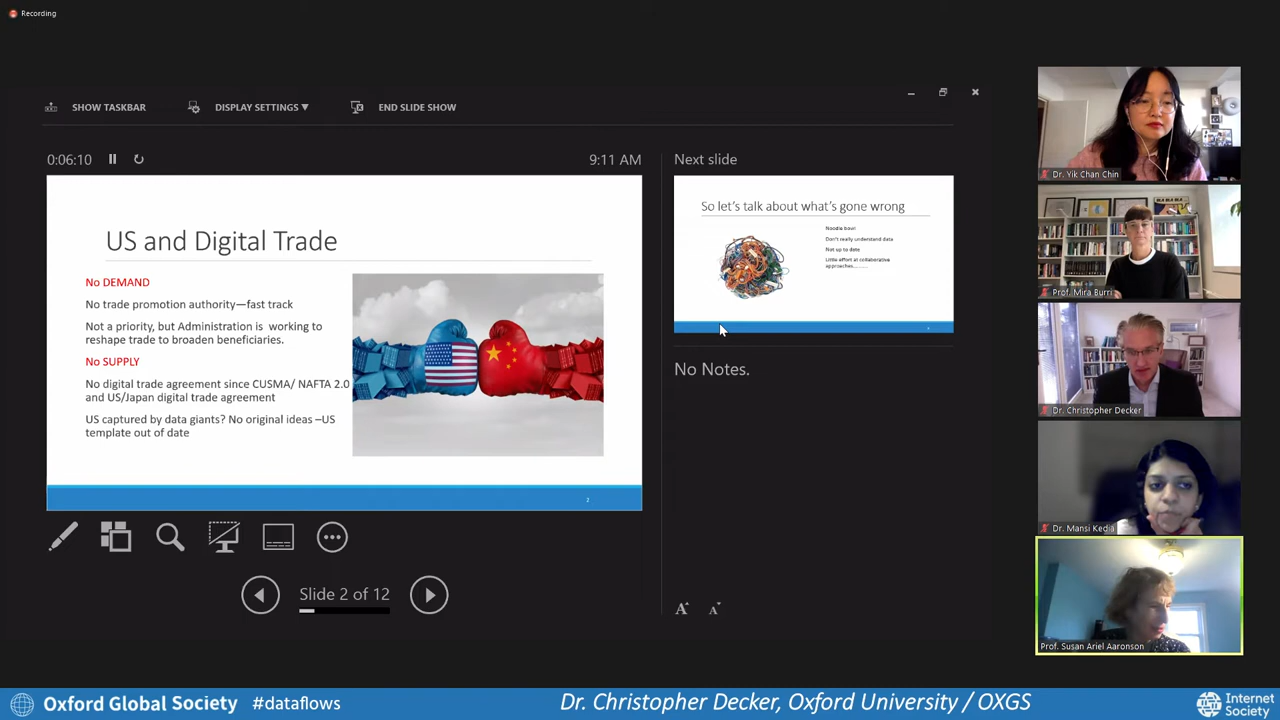 Recording
SHOW TASKBAR
DISPLAY SETTINGS ▼
END SLIDE SHOW
0:06:10
9:11 AM
US and Digital Trade
No DEMAND
No trade promotion authority—fast track
Not a priority, but Administration is working to
reshape trade to broaden beneficiaries.
No SUPPLY
No digital trade agreement since CUSMA/ NAFTA 2.0
and US/Japan digital trade agreement
US captured by data giants? No original ideas –US
template out of date
2
Slide 2 of 12
Next slide
So let's talk about what's gone wrong
Noodle bowl
Don't really understand data
Not up to date
Little effort at collaborative
approaches.........
No Notes.
A A
Dr. Yik Chan Chin
Prof. Mira Burri
Dr. Christopher Decker
Dr. Mansi Kedia
Prof. Susan Ariel Aaronson
Oxford Global Society
#dataflows
Dr. Christopher Decker, Oxford University / OXGS
Internet
Society